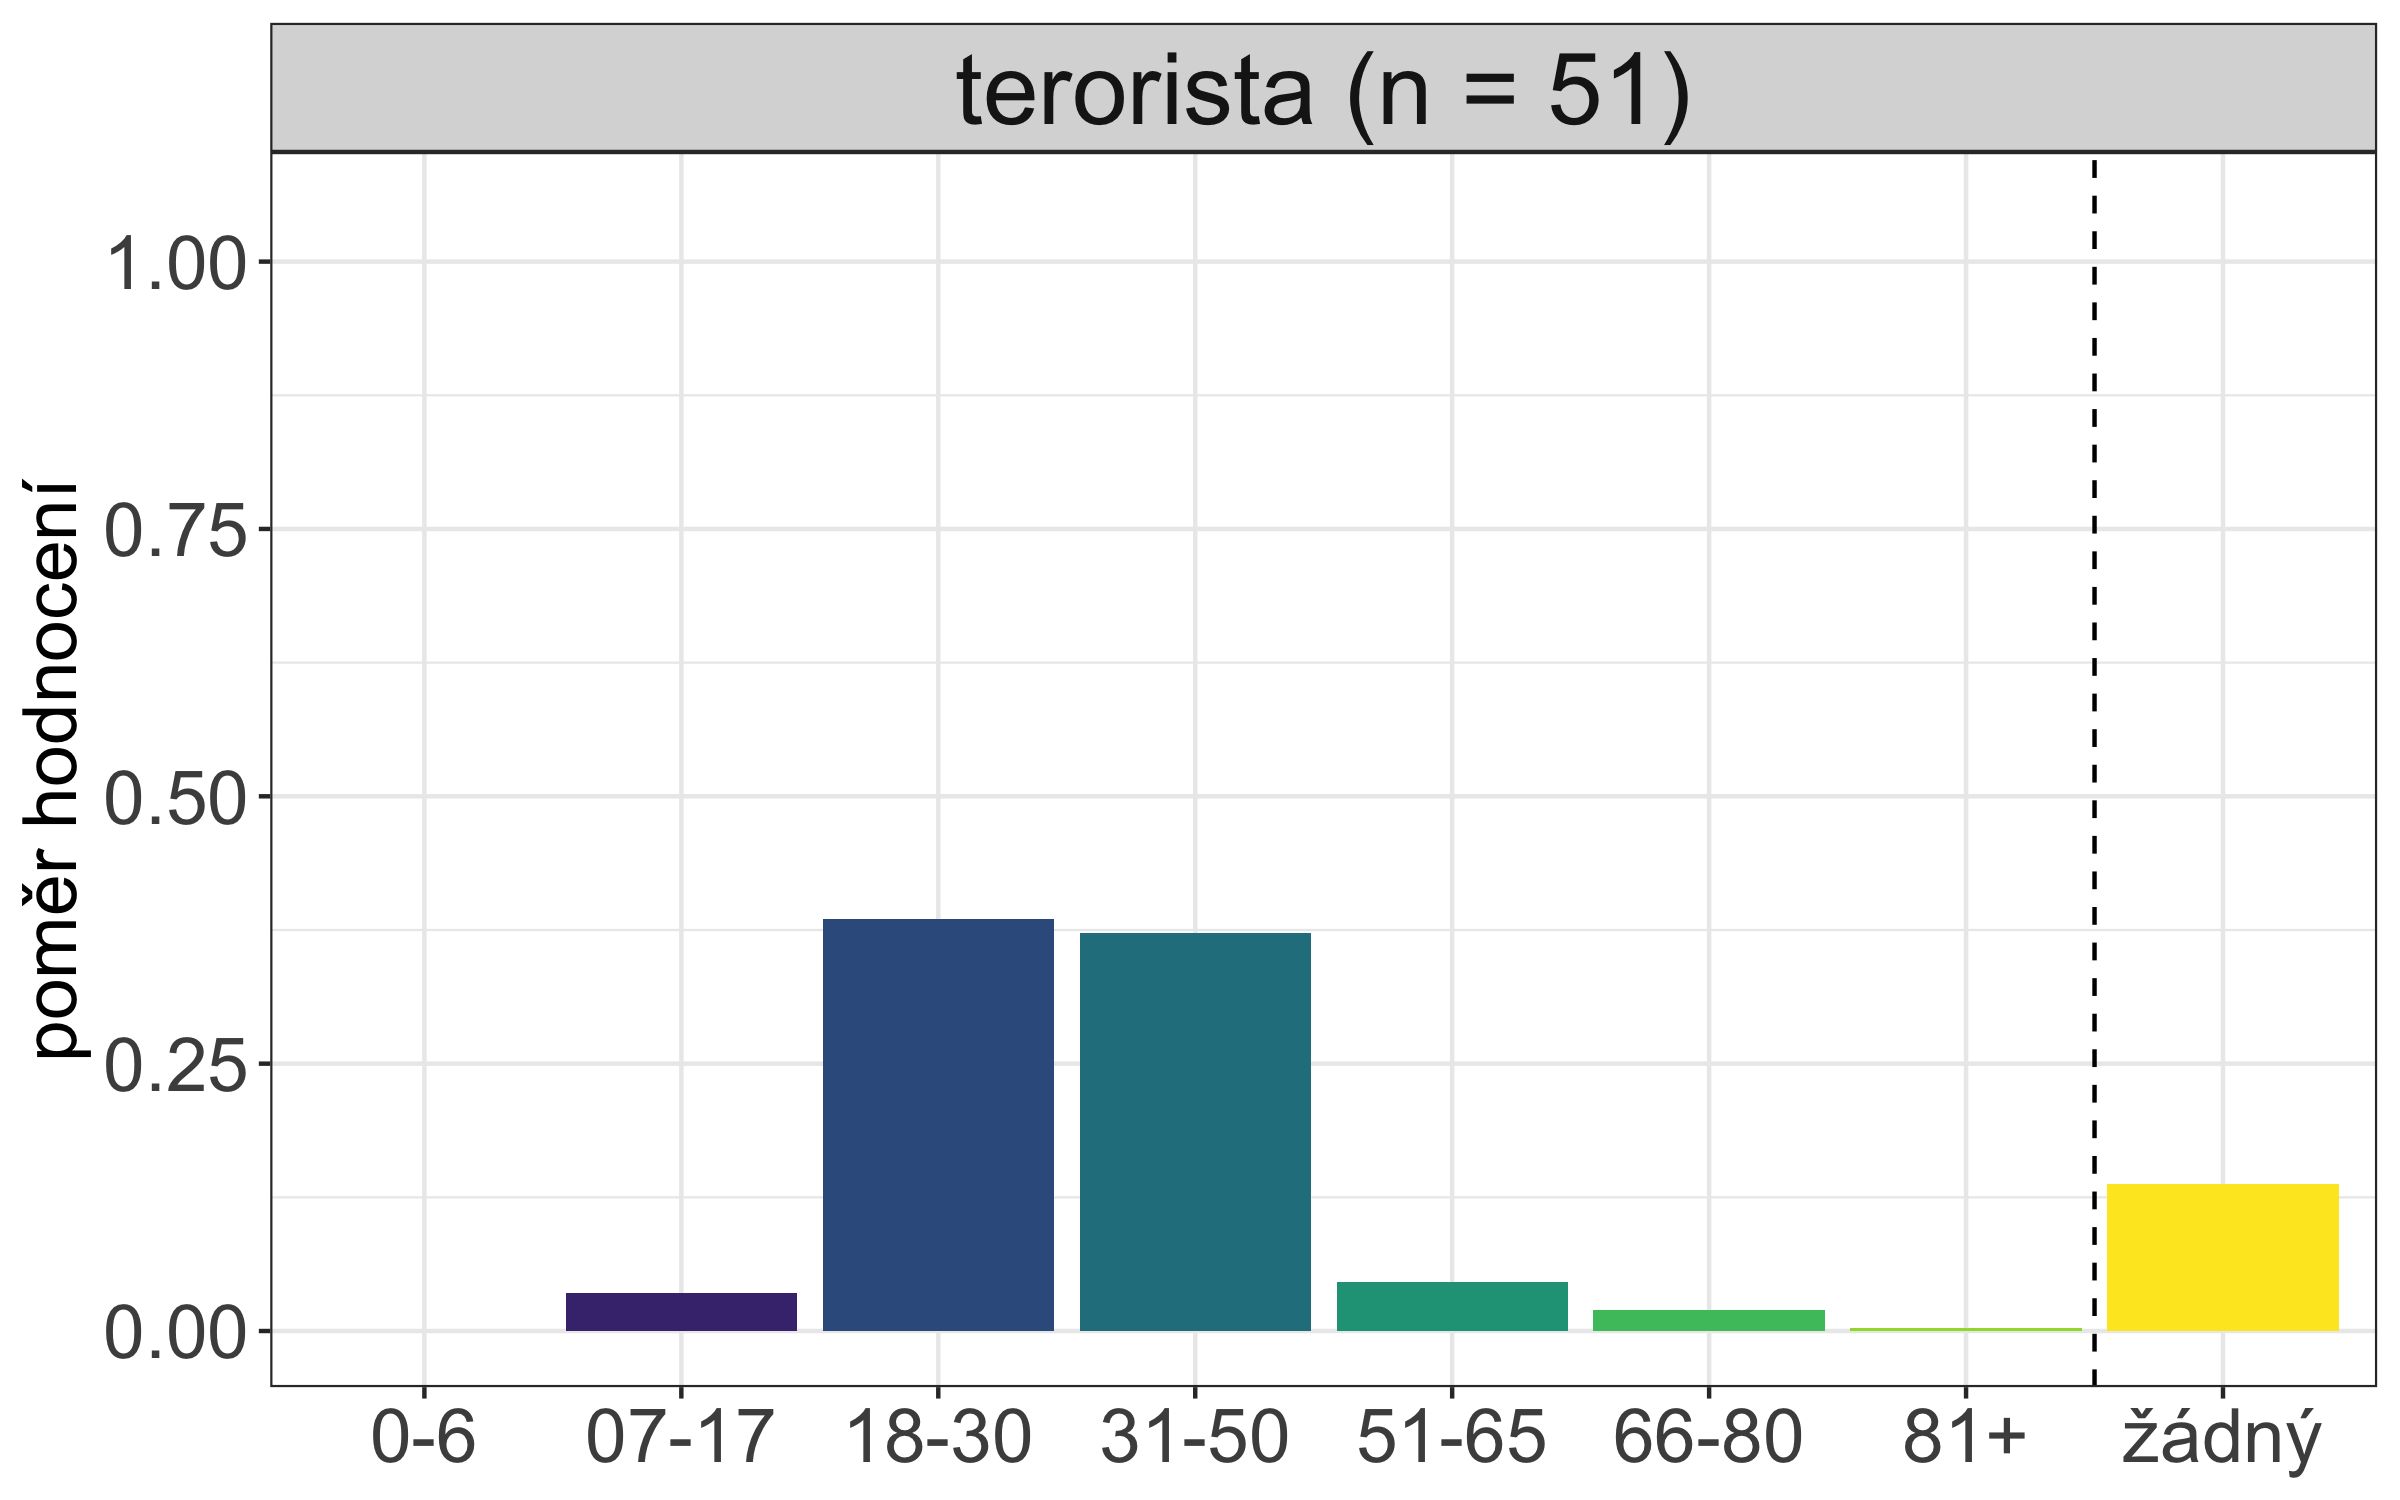 terorista (n = 51)
poměr hodnocení
1.00
0.75
0.50
0.25
0.00
0-6 07-17 18-30 31-50 51-65 66-80 81+ žádný